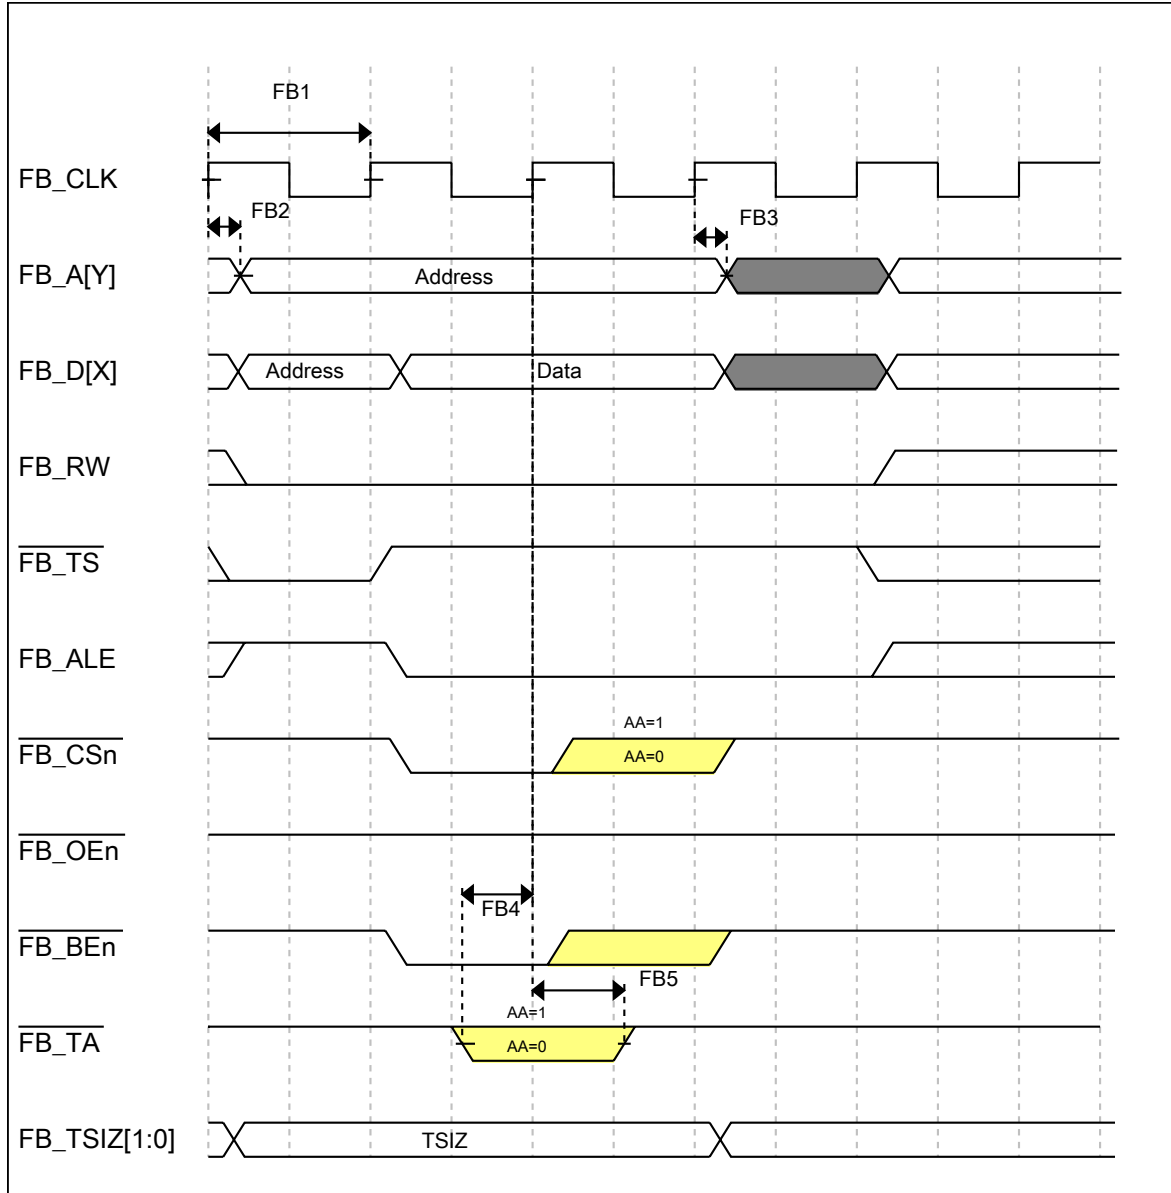 FB1
FB_CLK
FB2
FB3
FB_A[Y]
Address
FB_D[X]
Address
Data
FB_RW
FB_TS
FB_ALE
AA=1
FB_CSn
AA=0
FB_OEn
FB4
FB_BEn
FB5
AA=1
FB_TA
AA=0
FB_TSIZ[1:0]
TSIZ